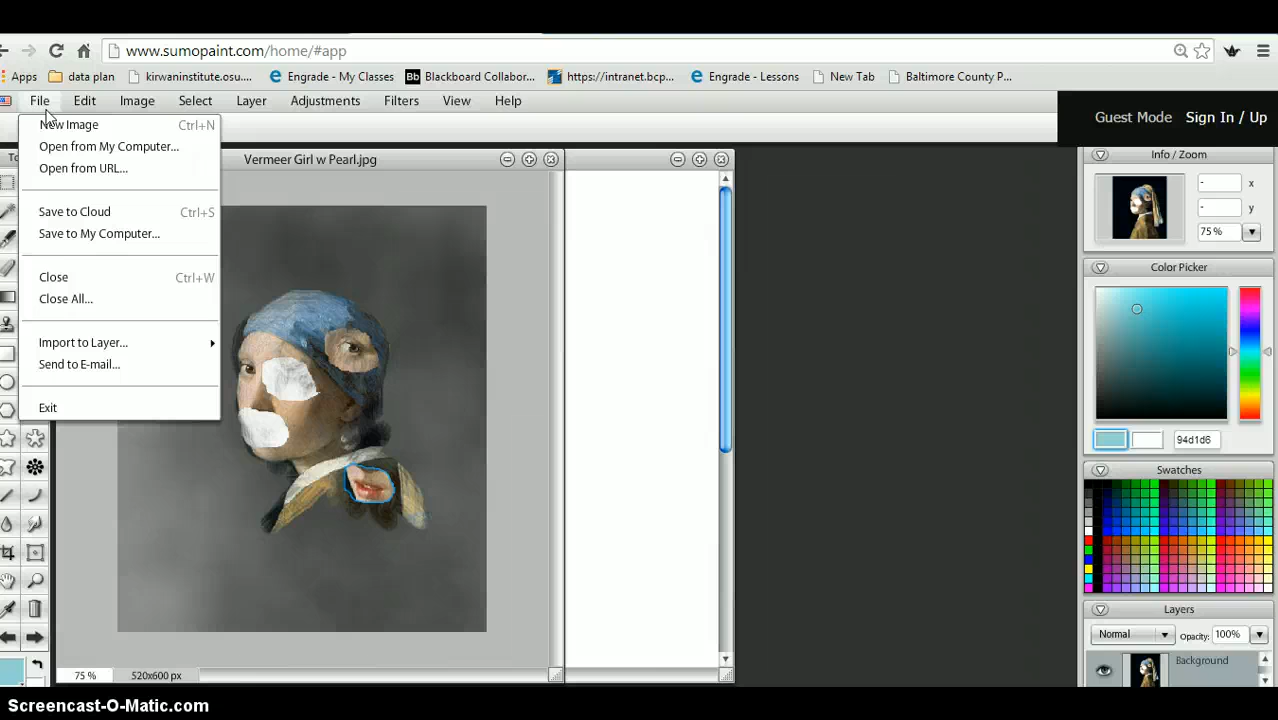 www.sumopaint.com/home/#app
Apps data plan kirwaninstitute.osu.... Engrade - My Classes Bb Blackboard Collabor... https://intranet.bcp... Engrade - Lessons New Tab Baltimore County P...
File Edit Image Select Layer Adjustments Filters View Help
Guest Mode Sign In / Up
New Image Ctrl+N
Open from My Computer...
Open from URL...
Save to Cloud Ctrl+S
Save to My Computer...
Close Ctrl+W
Close All...
Import to Layer...
Send to E-mail...
Exit
Vermeer Girl w Pearl.jpg
75 % 520x600 px
Info / Zoom
- x
- y
75 %
Color Picker
94d1d6
Swatches
Layers
Normal Opacity: 100%
Background
Screencast-O-Matic.com